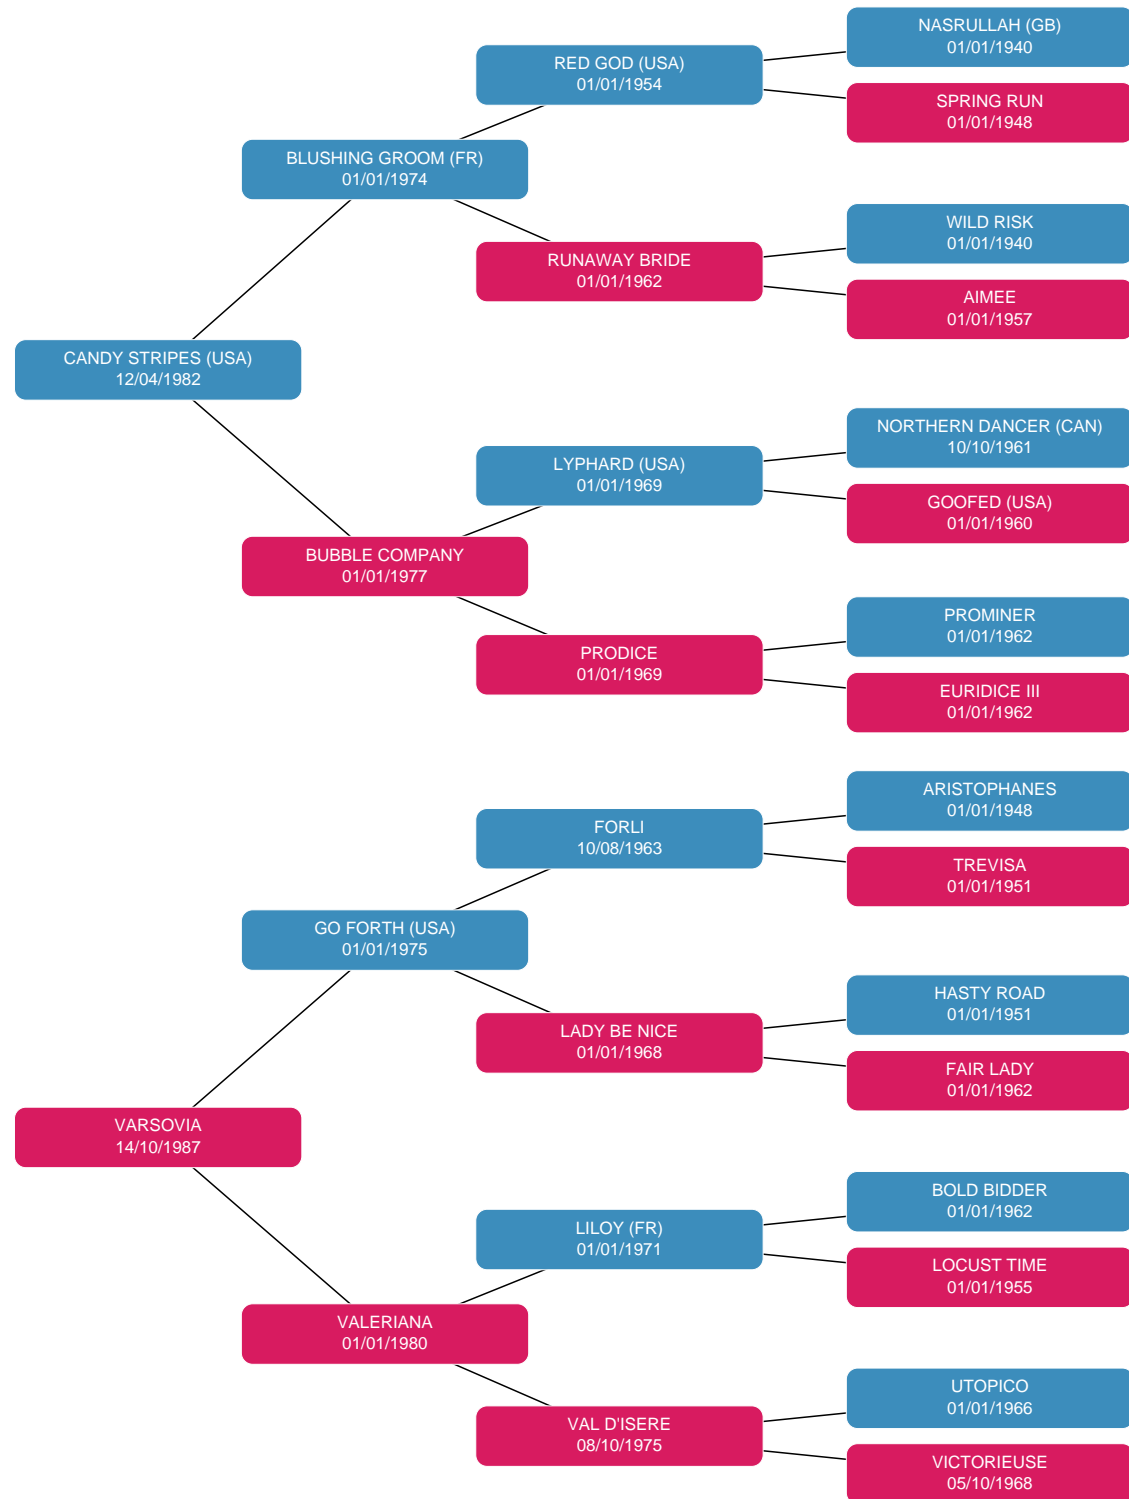 NASRULLAH (GB)
01/01/1940
RED GOD (USA)
01/01/1954
SPRING RUN
01/01/1948
BLUSHING GROOM (FR)
01/01/1974
WILD RISK
01/01/1940
RUNAWAY BRIDE
01/01/1962
AIMEE
01/01/1957
CANDY STRIPES (USA)
12/04/1982
NORTHERN DANCER (CAN)
10/10/1961
LYPHARD (USA)
01/01/1969
GOOFED (USA)
01/01/1960
BUBBLE COMPANY
01/01/1977
PROMINER
01/01/1962
PRODICE
01/01/1969
EURIDICE III
01/01/1962
ARISTOPHANES
01/01/1948
FORLI
10/08/1963
TREVISA
01/01/1951
GO FORTH (USA)
01/01/1975
HASTY ROAD
01/01/1951
LADY BE NICE
01/01/1968
FAIR LADY
01/01/1962
VARSOVIA
14/10/1987
BOLD BIDDER
01/01/1962
LILOY (FR)
01/01/1971
LOCUST TIME
01/01/1955
VALERIANA
01/01/1980
UTOPICO
01/01/1966
VAL D'ISERE
08/10/1975
VICTORIEUSE
05/10/1968